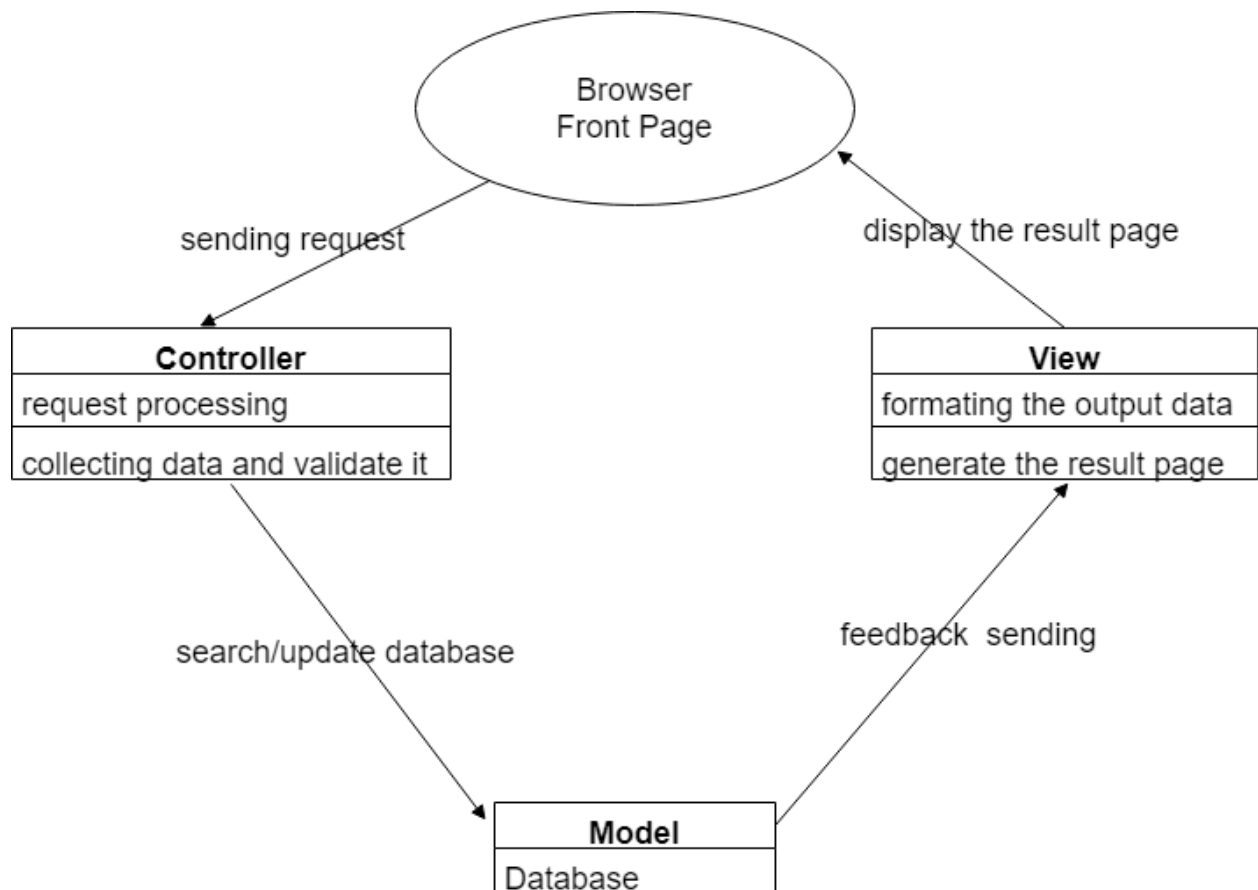 Browser
Front Page
sending request
display the result page
Controller
request processing
collecting data and validate it
View
formating the output data
generate the result page
search/update database
feedback  sending
Model
Database